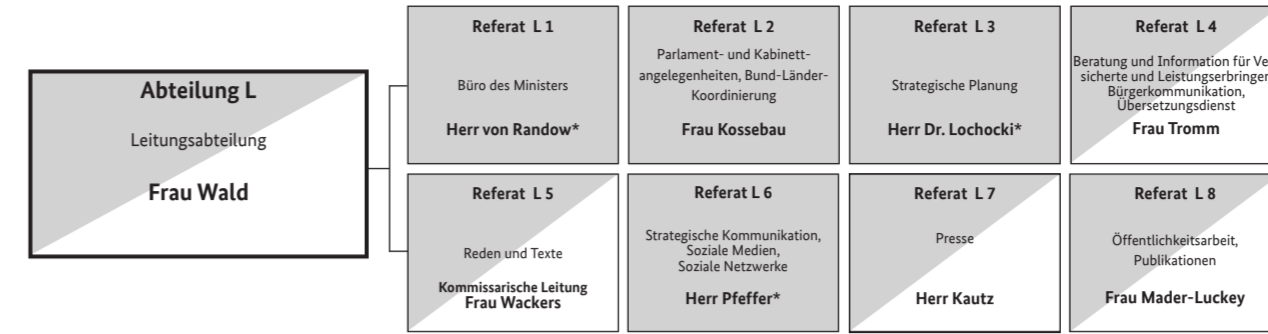 Abteilung L
Leitungsabteilung
Frau Wald
Referat L 1
Büro des Ministers
Herr von Randow*
Referat L 2
Parlament- und Kabinett-
angelegenheiten, Bund-Länder-
Koordinierung
Frau Kossebau
Referat L 3
Strategische Planung
Herr Dr. Lochocki*
Referat L 4
Beratung und Information für Ve
sicherte und Leistungserbringer
Bürgerkommunikation,
Übersetzungsdienst
Frau Tromm
Referat L 5
Reden und Texte
Kommissarische Leitung
Frau Wackers
Referat L 6
Strategische Kommunikation,
Soziale Medien,
Soziale Netzwerke
Herr Pfeffer*
Referat L 7
Presse
Herr Kautz
Referat L 8
Öffentlichkeitsarbeit,
Publikationen
Frau Mader-Luckey